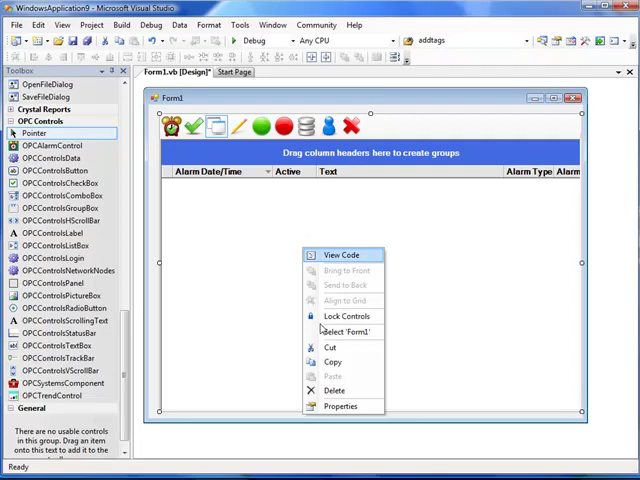 WindowsApplication9 - Microsoft Visual Studio
File Edit View Project Build Debug Data Format Tools Window Community Help
Debug Any CPU addtags
Toolbox
Form1.vb [Design]* Start Page
OpenFileDialog
SaveFileDialog
Crystal Reports
OPC Controls
Pointer
OPCAlarmControl
OPCControlsData
OPCControlsButton
OPCControlsCheckBox
OPCControlsComboBox
OPCControlsGroupBox
OPCControlsHScrollBar
OPCControlsLabel
OPCControlsListBox
OPCControlsLogin
OPCControlsNetworkNodes
OPCControlsPanel
OPCControlsPictureBox
OPCControlsRadioButton
OPCControlsScrollingText
OPCControlsStatusBar
OPCControlsTextBox
OPCControlsTrackBar
OPCControlsVScrollBar
OPCSystemsComponent
OPCTrendControl
General
There are no usable controls
in this group. Drag an item
onto this text to add it to the
Form1
Drag column headers here to create groups
Alarm Date/Time Active Text Alarm Type Alarm
View Code
Bring to Front
Send to Back
Align to Grid
Lock Controls
Select 'Form1'
Cut
Copy
Paste
Delete
Properties
Ready